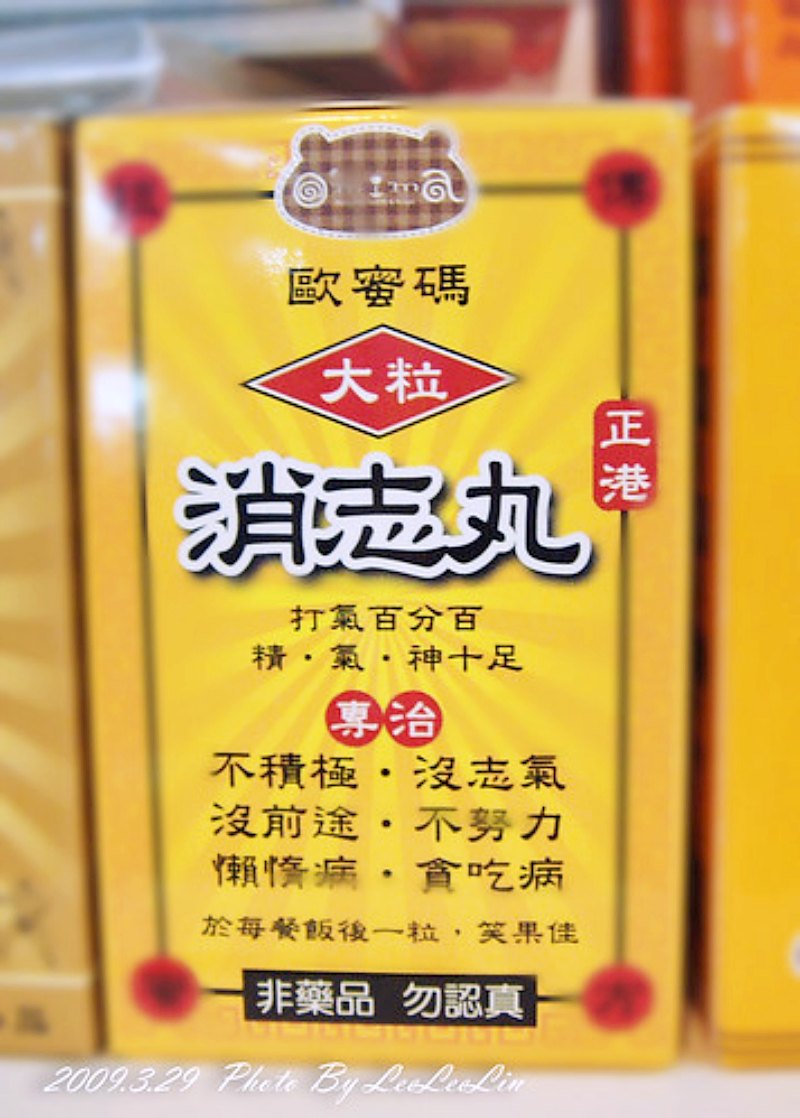 歐蜜碼
大粒
正港
消志丸
打氣百分百
精・氣・神十足
專治
不積極・沒志氣
沒前途・不努力
懶惰病・貪吃病
於每餐飯後一粒，笑果佳
非藥品 勿認真
2009.3.29 Photo By LeeLeeLin